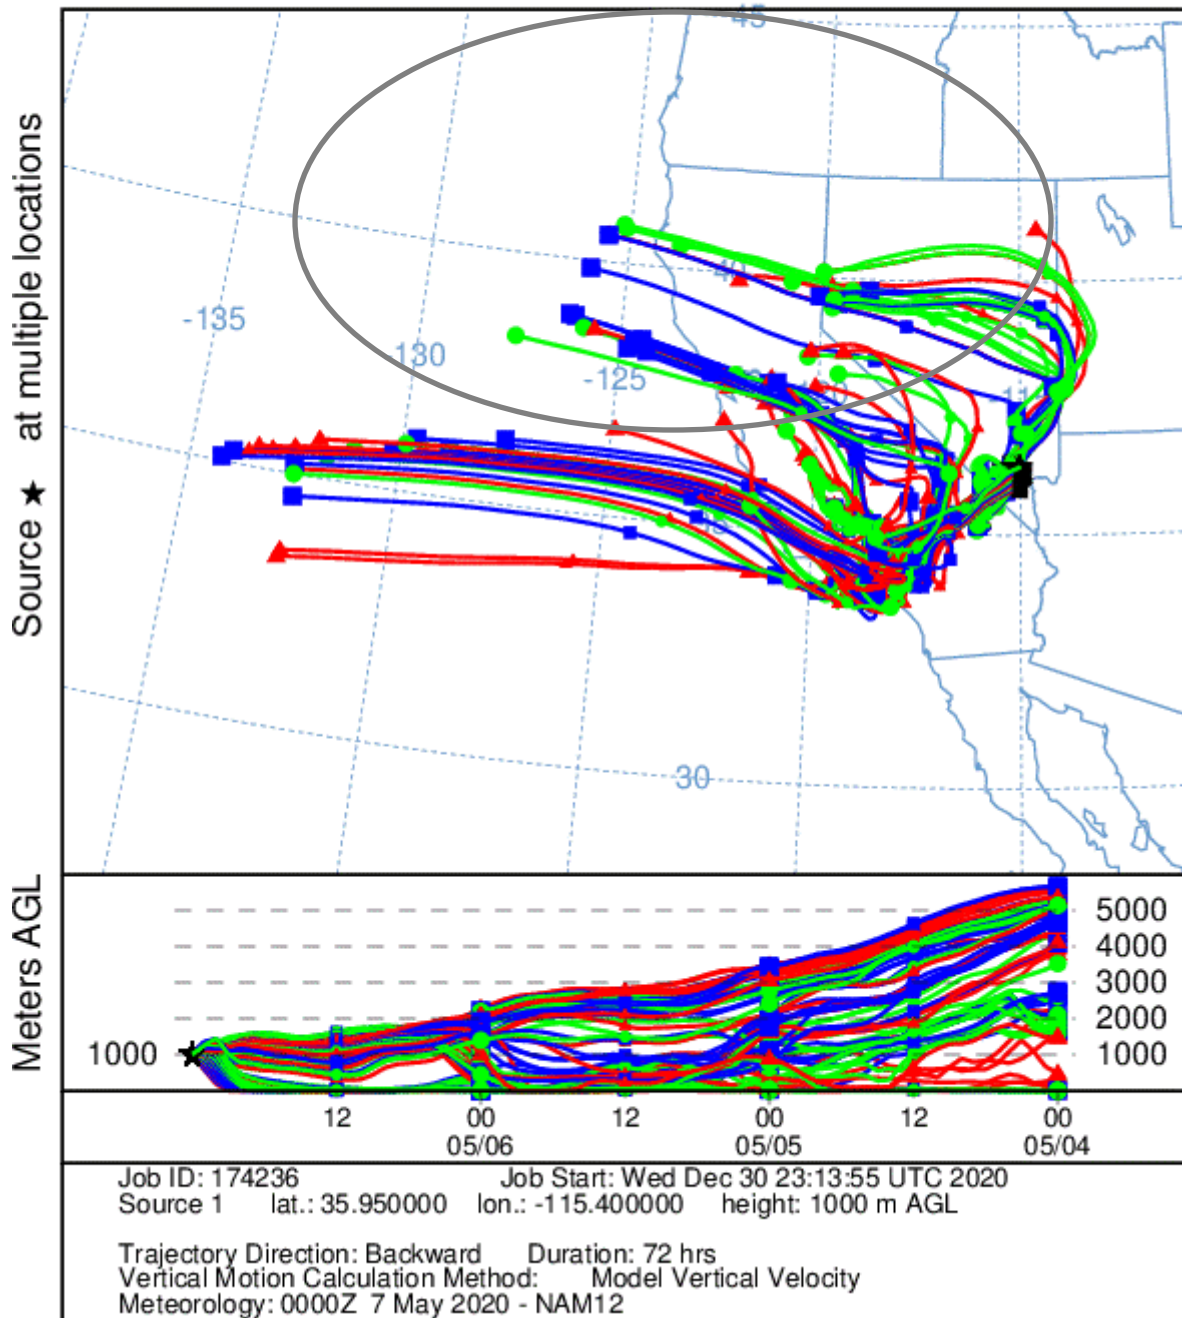 45
40
-135
130
-125
30
Source ★ at multiple locations
Meters AGL
5000
4000
3000
2000
1000
1000
12 00 12 00 12 00
05/06 05/05 05/04
Job ID: 174236 Job Start: Wed Dec 30 23:13:55 UTC 2020
Source 1 lat.: 35.950000 lon.: -115.400000 height: 1000 m AGL
Trajectory Direction: Backward Duration: 72 hrs
Vertical Motion Calculation Method: Model Vertical Velocity
Meteorology: 0000Z 7 May 2020 - NAM12